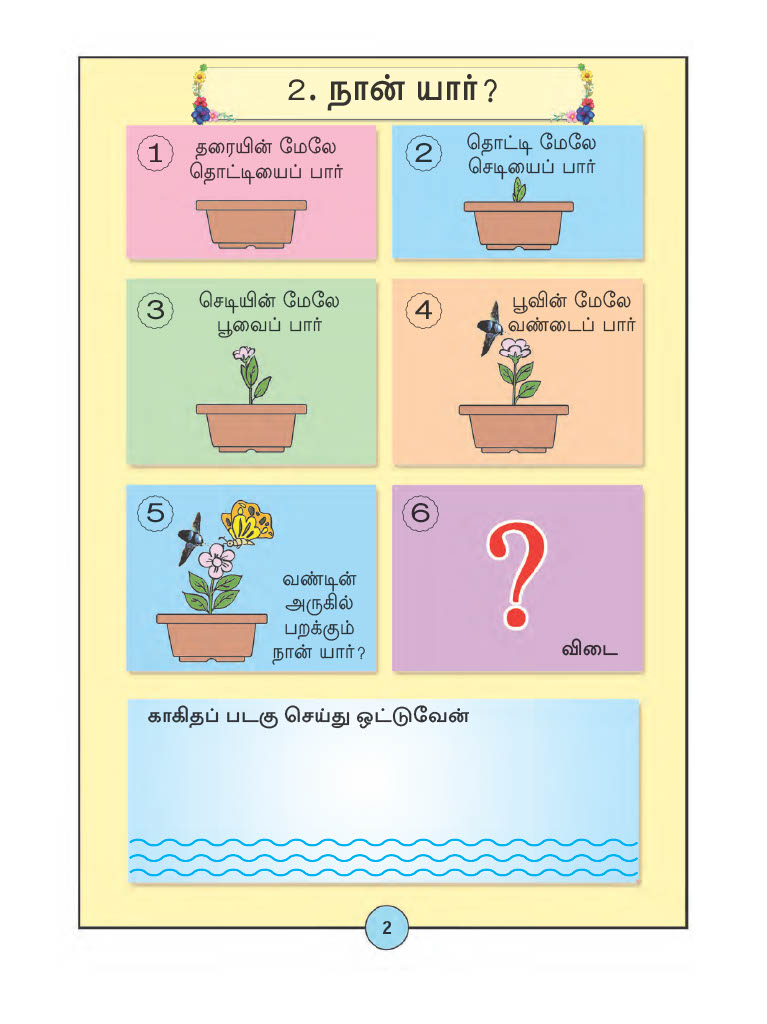 2. நான் யார்?
1
தரையின் மேலே
தொட்டியைப் பார்
2
தொட்டி மேலே
செடியைப் பார்
3
செடியின் மேலே
பூவைப் பார்
4
பூவின் மேலே
வண்டைப் பார்
5
வண்டின்
அருகில்
பறக்கும்
நான் யார்?
6
?
விடை
காகிதப் படகு செய்து ஒட்டுவேன்
2